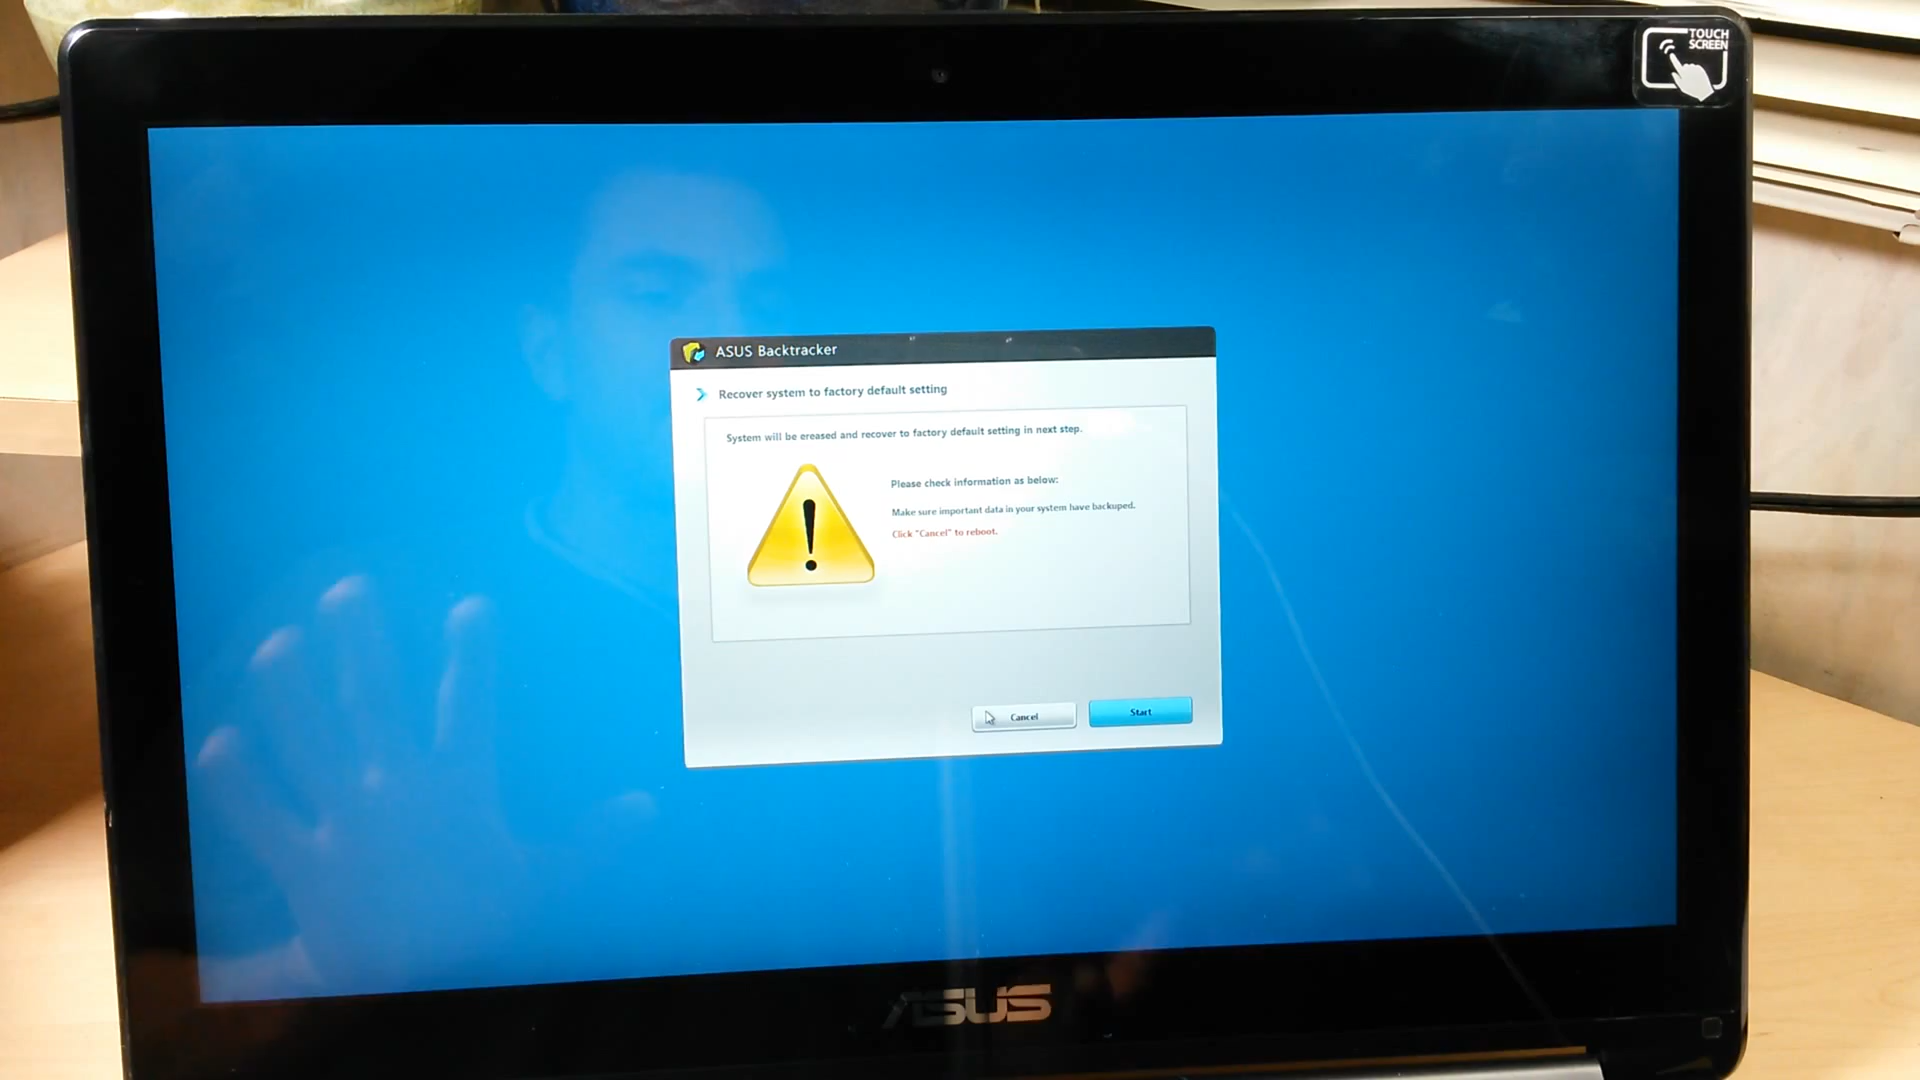 TOUCH
SCREEN
ASUS Backtracker
Recover system to factory default setting
System will be ereased and recover to factory default setting in next step.
Please check information as below:
Make sure important data in your system have backuped.
Click "Cancel" to reboot.
Cancel
Start
ASUS